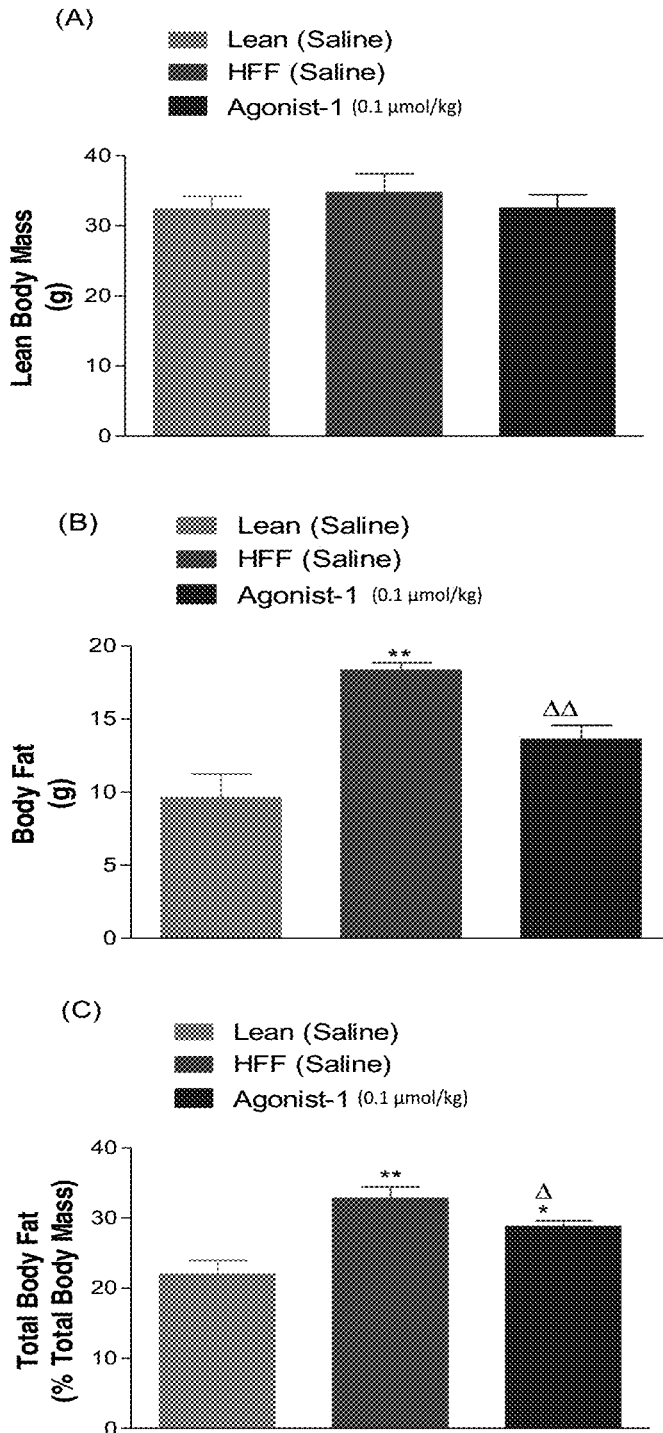 (A)
Lean (Saline)
HFF (Saline)
Agonist-1 (0.1 µmol/kg)
40
30
20
10
0
Lean Body Mass
(g)
(B)
Lean (Saline)
HFF (Saline)
Agonist-1 (0.1 µmol/kg)
20
15
10
5
0
Body Fat
(g)
**
ΔΔ
(C)
Lean (Saline)
HFF (Saline)
Agonist-1 (0.1 µmol/kg)
40
30
20
10
0
Total Body Fat
(% Total Body Mass)
**
Δ
*